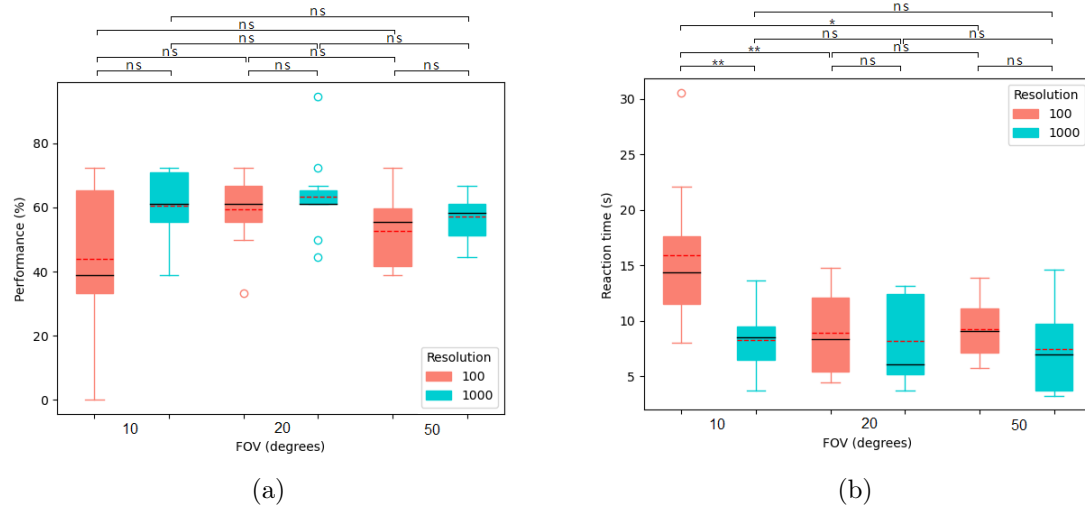 ns
ns
ns
ns
ns
ns
ns
ns
ns
Performance (%)
80
60
40
20
0
Resolution
100
1000
10
20
50
FOV (degrees)
(a)
ns
*
ns
ns
**
ns
**
ns
ns
Reaction time (s)
30
25
20
15
10
5
Resolution
100
1000
10
20
50
FOV (degrees)
(b)